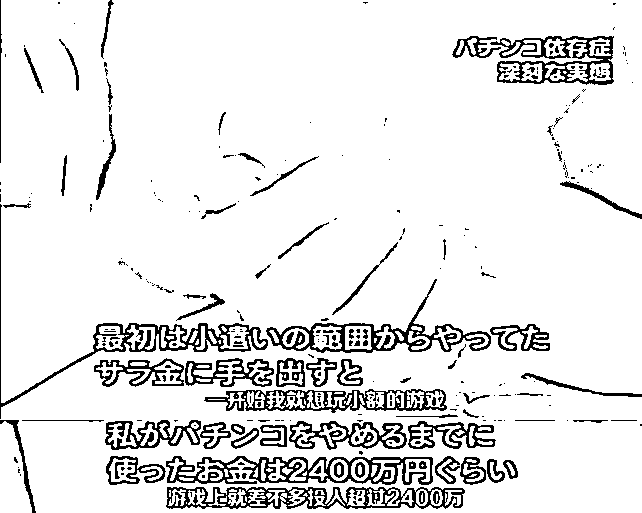 パチンコ依存症
深刻な実態
最初は小遣いの範囲からやってた
サラ金に手を出すと
一开始我就想玩小额的游戏
私がパチンコをやめるまでに
使ったお金は2400万円ぐらい
游戏上就差不多投入超过2400万